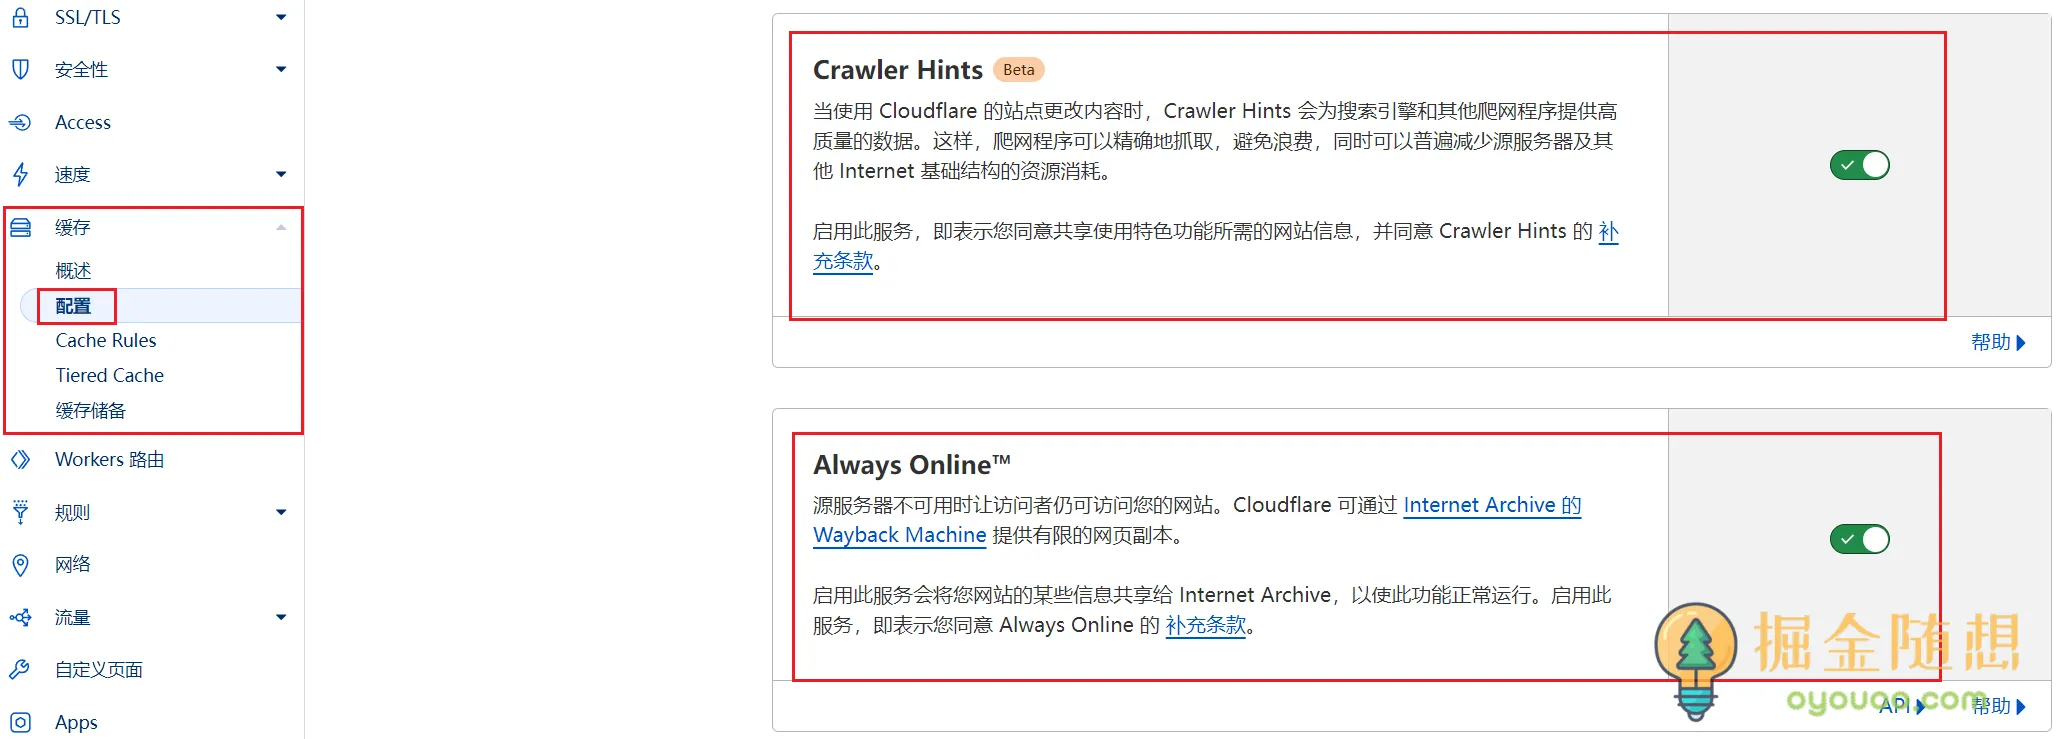 SSL/TLS
安全性
Access
速度
缓存
概述
配置
Cache Rules
Tiered Cache
缓存储备
Workers 路由
规则
网络
流量
自定义页面
Apps
Crawler Hints Beta
当使用 Cloudflare 的站点更改内容时，Crawler Hints 会为搜索引擎和其他爬网程序提供高
质量的数据。这样，爬网程序可以精确地抓取，避免浪费，同时可以普遍减少源服务器及其
他 Internet 基础结构的资源消耗。
启用此服务，即表示您同意共享使用特色功能所需的网站信息，并同意 Crawler Hints 的 补
充条款。
帮助
Always Online™
源服务器不可用时让访问者仍可访问您的网站。Cloudflare 可通过 Internet Archive 的
Wayback Machine 提供有限的网页副本。
启用此服务会将您网站的某些信息共享给 Internet Archive，以使此功能正常运行。启用此
服务，即表示您同意 Always Online 的 补充条款。
API 帮助
掘金随想
oyouqq.com